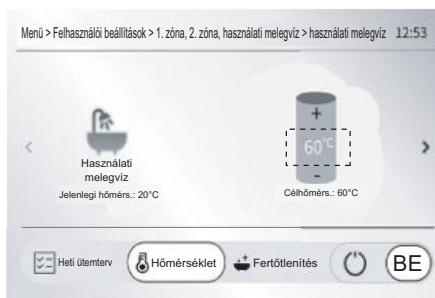 Menü > Felhasználói beállítások > 1. zóna, 2. zóna, használati melegvíz > használati melegvíz 12:53
+
60°C
-
Használati
melegvíz
Jelenlegi hőmérs.: 20°C
Célhőmérs.: 60°C
Heti ütemterv
Hőmérséklet
Fertőtlenítés
BE